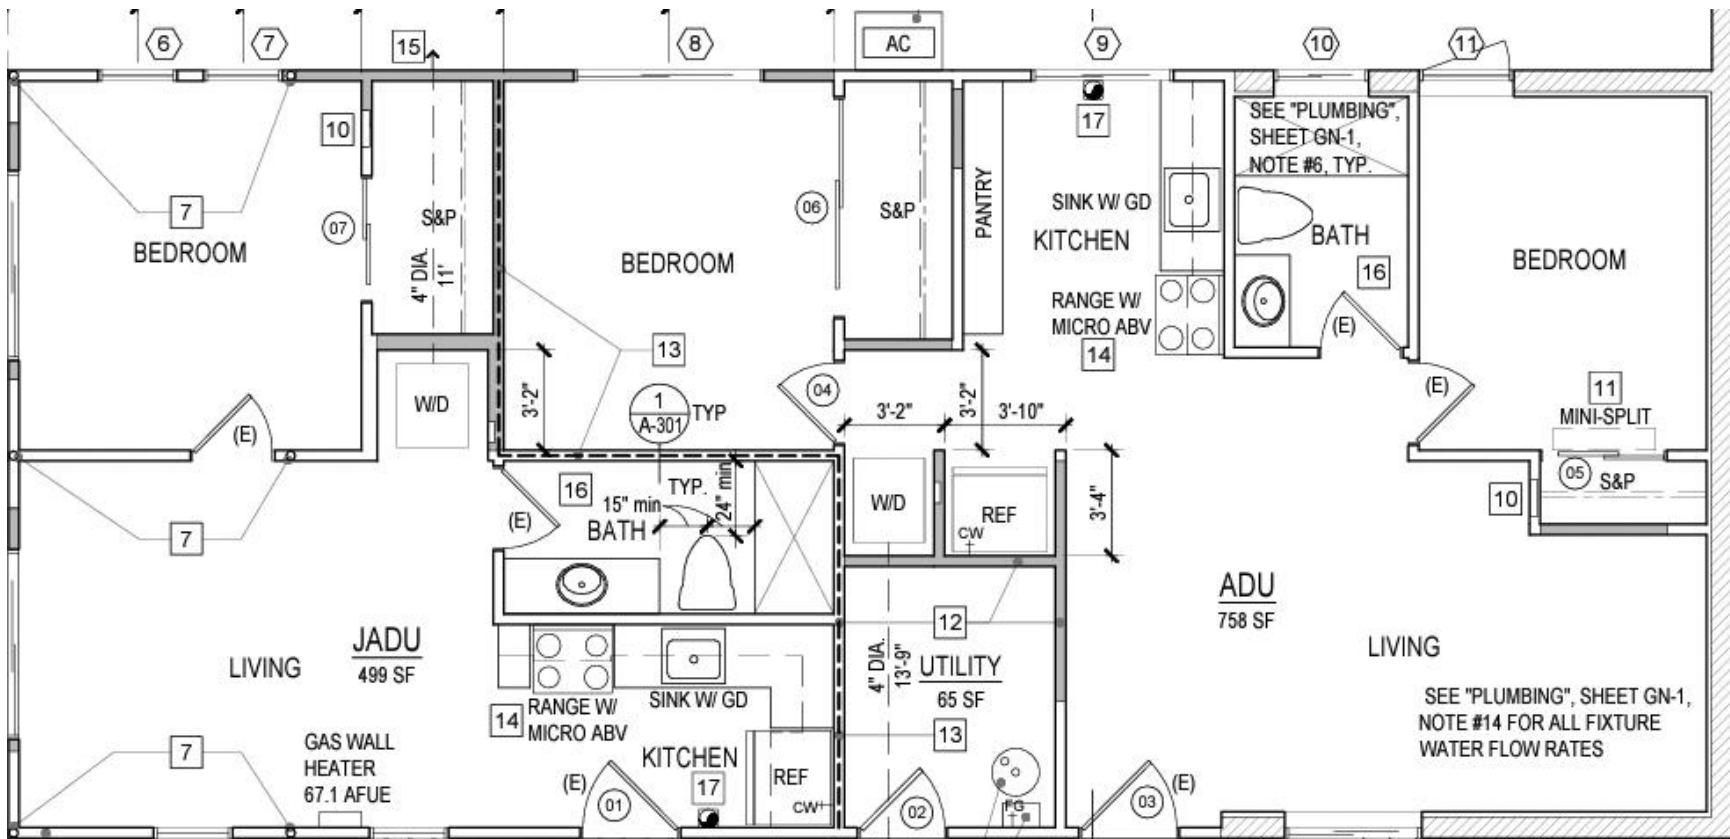 6
7
15
8
AC
9
10
11
10
17
SEE "PLUMBING",
SHEET GN-1,
NOTE #6, TYP.
7
BEDROOM
07
S&P
4" DIA.
11'
06
S&P
BEDROOM
PANTRY
SINK W/ GD
KITCHEN
BATH
16
BEDROOM
RANGE W/
MICRO ABV
14
(E)
13
3'-2"
1
A-301
TYP
04
3'-2"
3'-2"
3'-10"
(E)
11
MINI-SPLIT
W/D
(E)
05
S&P
10
16
TYP.
15" min
24" min
(E)
BATH
W/D
REF
CW
3'-4"
7
ADU
758 SF
JADU
499 SF
LIVING
12
4" DIA.
13'-9"
UTILITY
65 SF
LIVING
SINK W/ GD
14
RANGE W/
MICRO ABV
SEE "PLUMBING", SHEET GN-1,
NOTE #14 FOR ALL FIXTURE
WATER FLOW RATES
7
GAS WALL
HEATER
67.1 AFUE
13
KITCHEN
REF
CW
17
(E)
01
02
FG
03
(E)